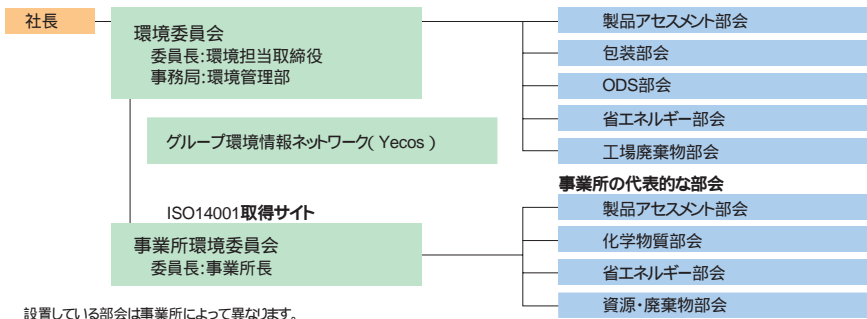 社長
環境委員会
委員長:環境担当取締役
事務局:環境管理部
製品アセスメント部会
包装部会
ODS部会
省エネルギー部会
工場廃棄物部会
グループ環境情報ネットワーク( Yecos )
ISO14001取得サイト
事業所環境委員会
委員長:事業所長
事業所の代表的な部会
製品アセスメント部会
化学物質部会
省エネルギー部会
資源・廃棄物部会
設置している部会は事業所によって異なります。